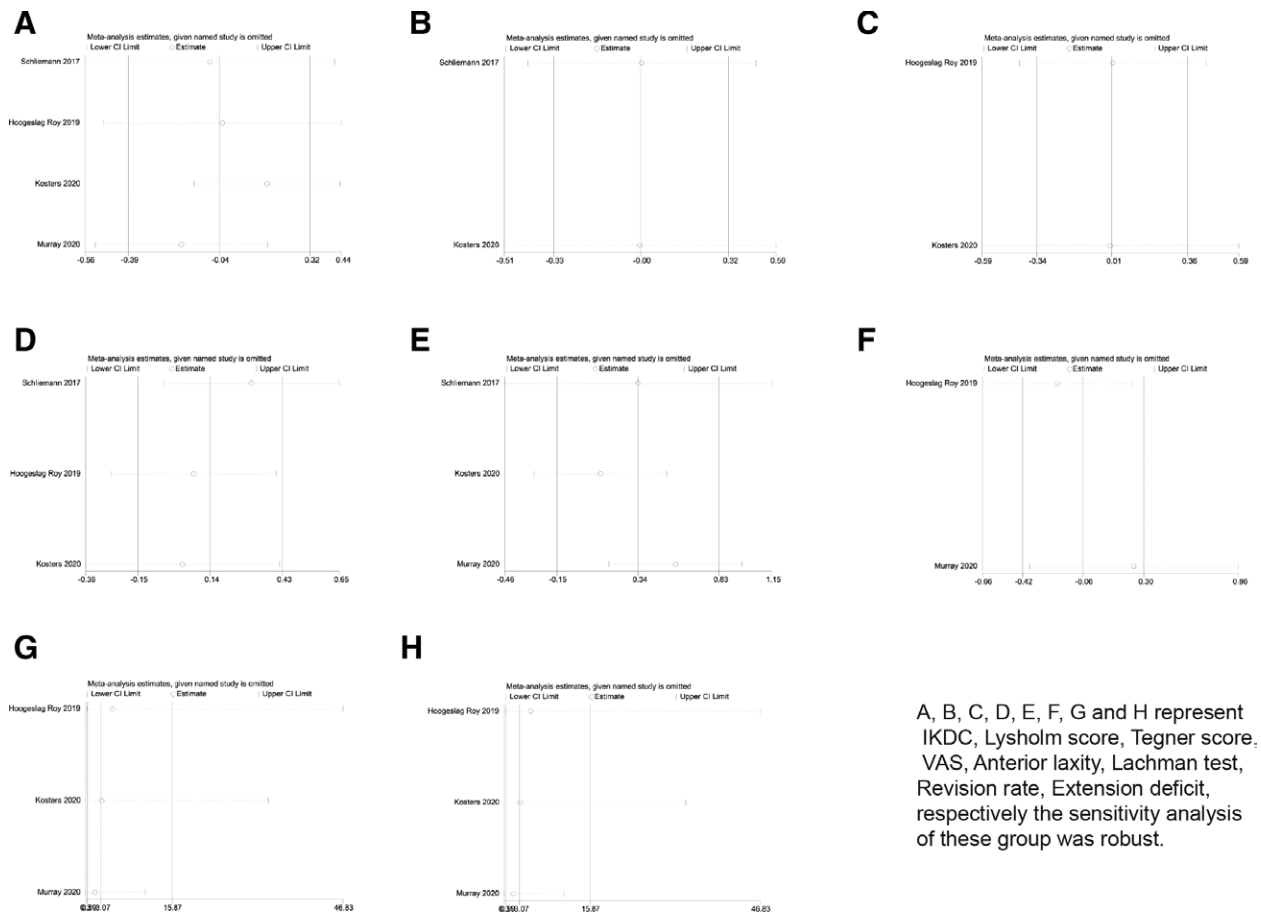 A
Meta-analysis estimates, given named study is omitted
Lower CI Limit Estimate Upper CI Limit
Schliemann 2017
Hoogeslag Roy 2019
Kosters 2020
Murray 2020
-0.56 -0.39 -0.04 0.32 0.44
B
Meta-analysis estimates, given named study is omitted
Lower CI Limit Estimate Upper CI Limit
Schliemann 2017
Kosters 2020
-0.51 -0.33 -0.00 0.32 0.50
C
Meta-analysis estimates, given named study is omitted
Lower CI Limit Estimate Upper CI Limit
Hoogeslag Roy 2019
Kosters 2020
-0.59 -0.34 0.01 0.36 0.59
D
Meta-analysis estimates, given named study is omitted
Lower CI Limit Estimate Upper CI Limit
Schliemann 2017
Hoogeslag Roy 2019
Kosters 2020
-0.36 -0.15 0.14 0.43 0.65
E
Meta-analysis estimates, given named study is omitted
Lower CI Limit Estimate Upper CI Limit
Schliemann 2017
Kosters 2020
Murray 2020
-0.46 -0.15 0.34 0.83 1.15
F
Meta-analysis estimates, given named study is omitted
Lower CI Limit Estimate Upper CI Limit
Hoogeslag Roy 2019
Murray 2020
-0.42 -0.00 0.30
G
Meta-analysis estimates, given named study is omitted
Lower CI Limit Estimate Upper CI Limit
Hoogeslag Roy 2019
Kosters 2020
Murray 2020
15.87 46.83
H
Meta-analysis estimates, given named study is omitted
Lower CI Limit Estimate Upper CI Limit
Hoogeslag Roy 2019
Kosters 2020
Murray 2020
15.87 46.83
A, B, C, D, E, F, G and H represent
IKDC, Lysholm score, Tegner score,
VAS, Anterior laxity, Lachman test,
Revision rate, Extension deficit,
respectively the sensitivity analysis
of these group was robust.